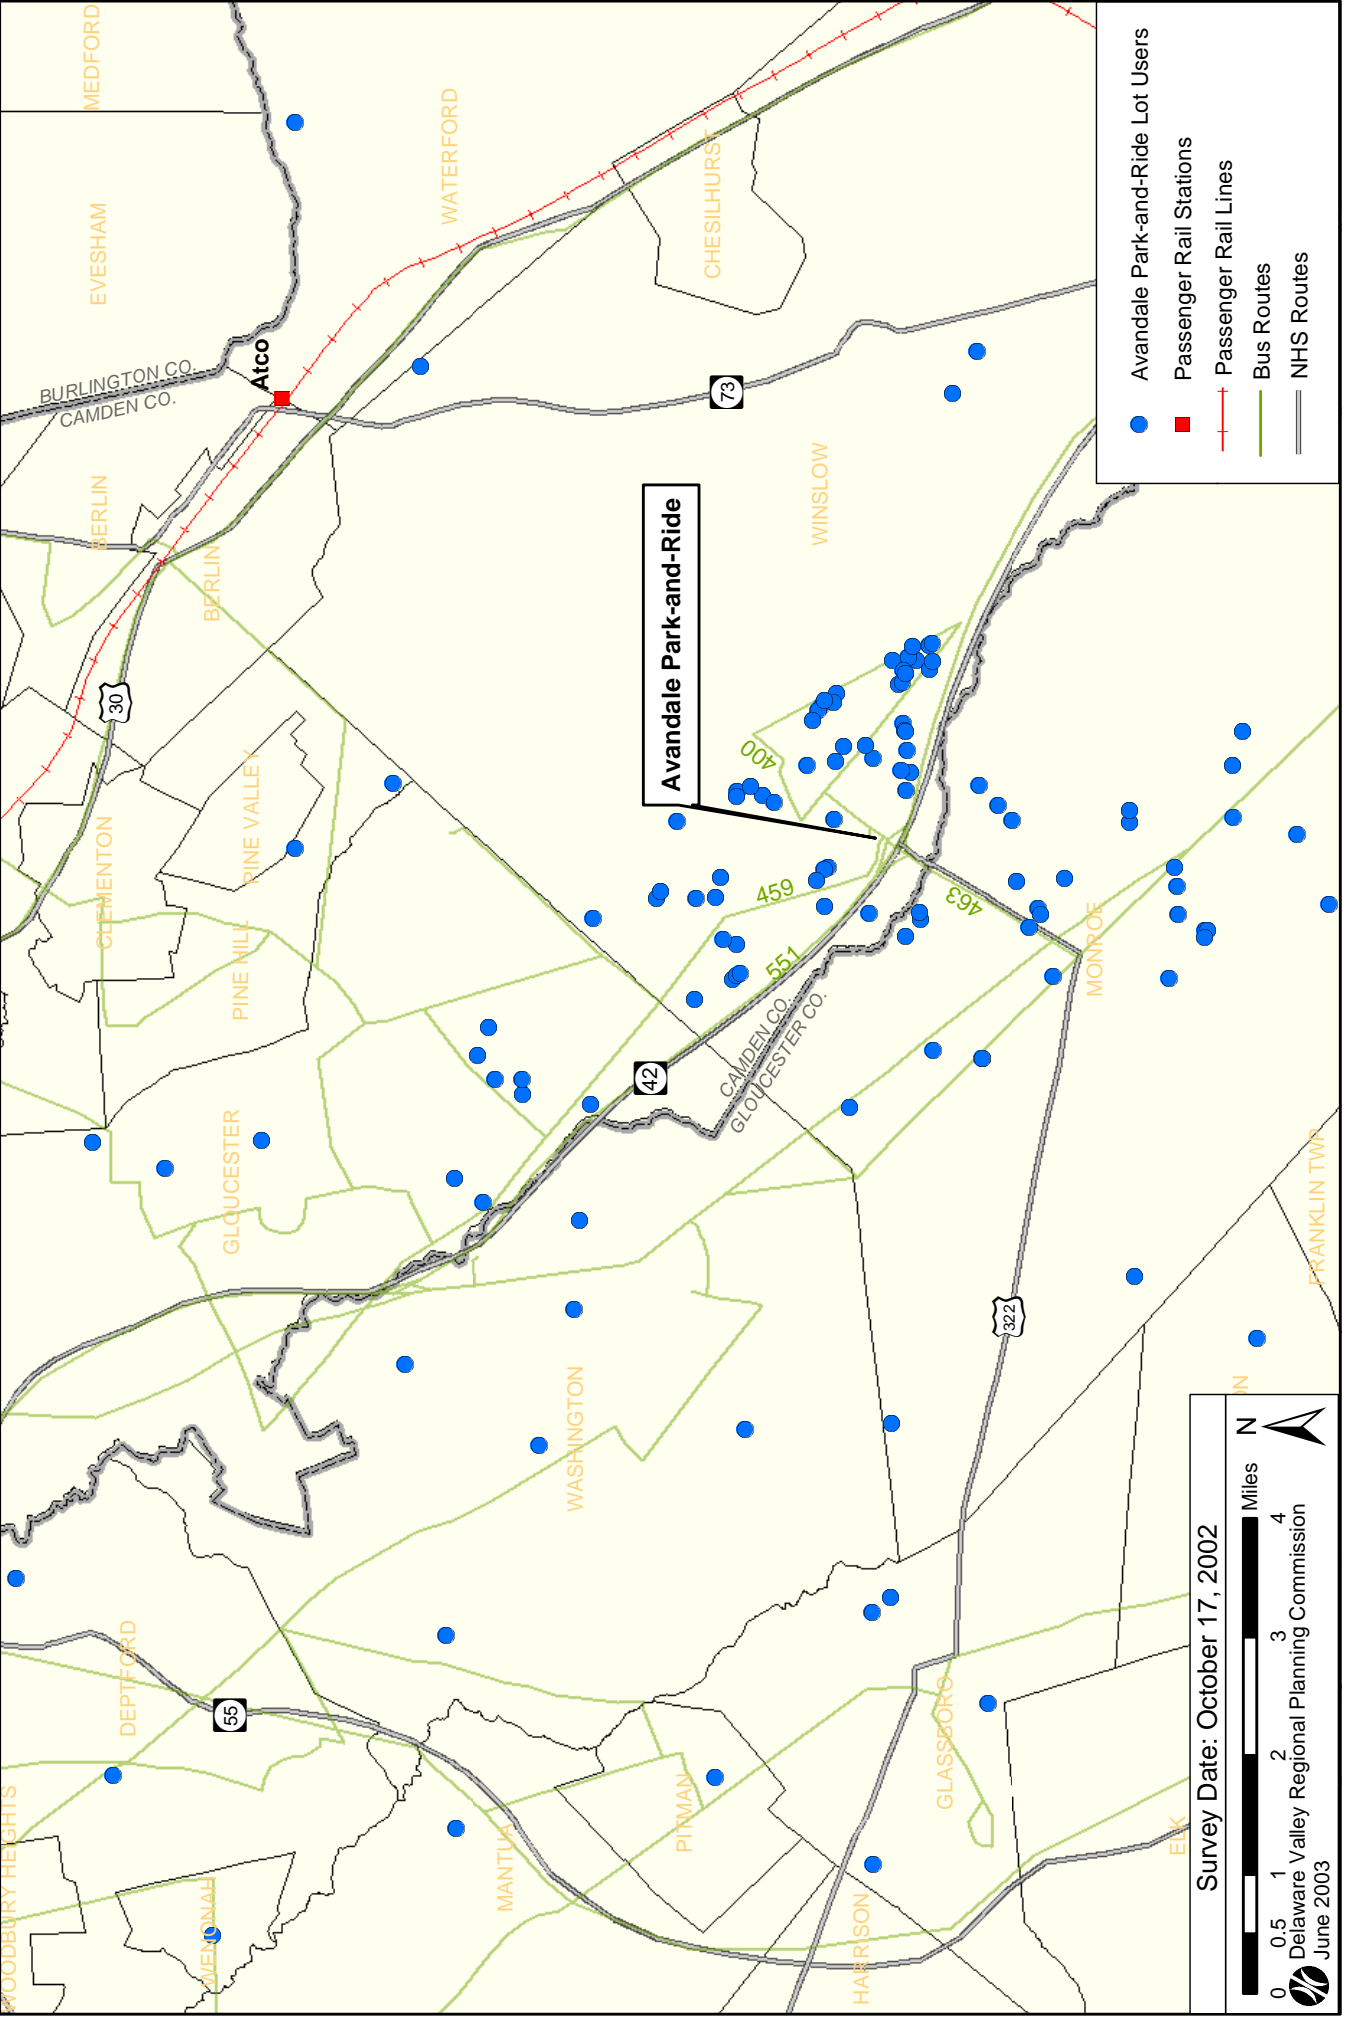 WOODBURY HEIGHTS
DEPTFORD
WENONAH
MANTUA
PITMAN
HARRISON
GLASSBORO
ELK
WASHINGTON
GLOUCESTER
PINE HILL
CLEMENTON
PINE VALLEY
BERLIN
BERLIN
EVESHAM
MEDFORD
WATERFORD
CHESILHURST
WINSLOW
MONROE
FRANKLIN TWP
ON
BURLINGTON CO.
CAMDEN CO.
CAMDEN CO.
GLOUCESTER CO.
Atco
Avandale Park-and-Ride
55
42
30
73
322
400
459
551
463
Avandale Park-and-Ride Lot Users
Passenger Rail Stations
Passenger Rail Lines
Bus Routes
NHS Routes
Survey Date: October 17, 2002
0 0.5 1 2 3 4
Miles
N
Delaware Valley Regional Planning Commission
June 2003